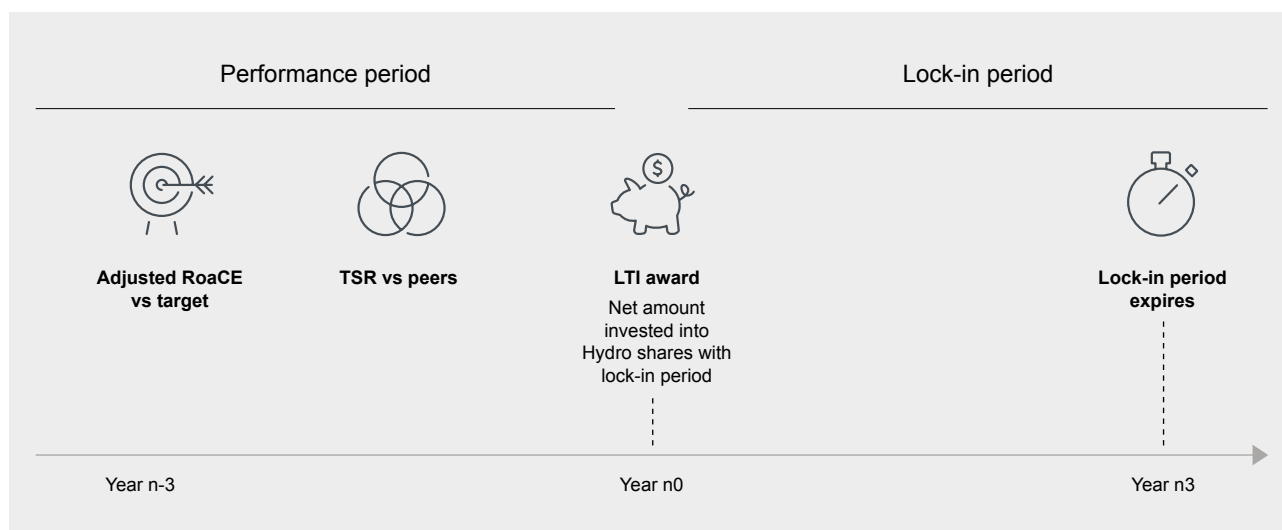 Performance period
Lock-in period
$
Adjusted RoaCE
vs target
TSR vs peers
LTI award
Net amount
invested into
Hydro shares with
lock-in period
Lock-in period
expires
Year n-3
Year n0
Year n3